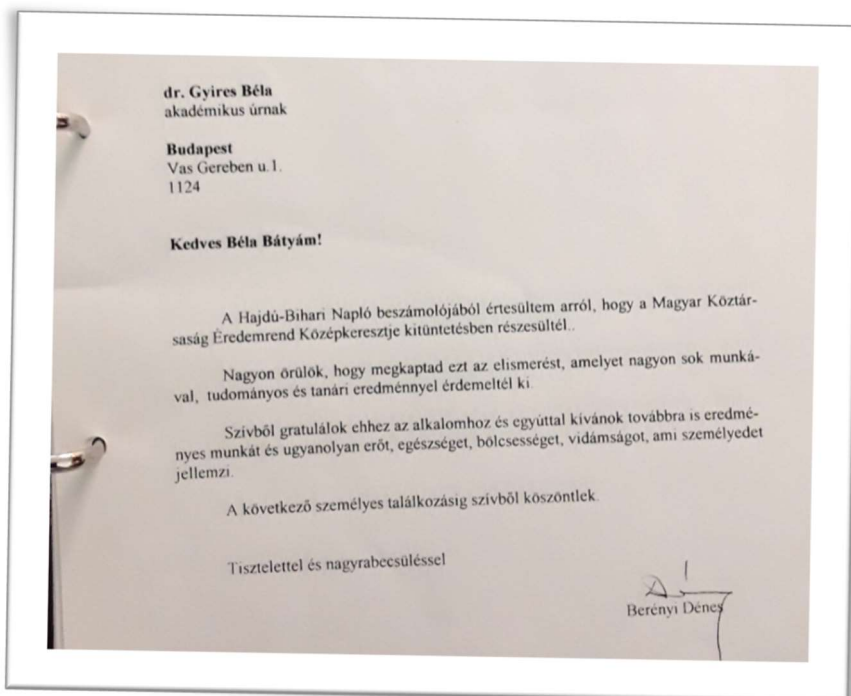 dr. Gyires Béla
akadémikus úrnak
Budapest
Vas Gereben u.1.
1124
Kedves Béla Bátyám!
A Hajdú-Bihari Napló beszámolójából értesültem arról, hogy a Magyar Köztár-
saság Éredemrend Középkeresztje kitüntetésben részesültél..
Nagyon örülök, hogy megkaptad ezt az elismerést, amelyet nagyon sok munká-
val, tudományos és tanári eredménnyel érdemeltél ki.
Szívből gratulálok ehhez az alkalomhoz és egyúttal kívánok továbbra is eredmé-
nyes munkát és ugyanolyan erőt, egészséget, bölcsességet, vidámságot, ami személyedet
jellemzi.
A következő személyes találkozásig szívből köszöntlek.
Tisztelettel és nagyrabecsüléssel
Berényi Dénes